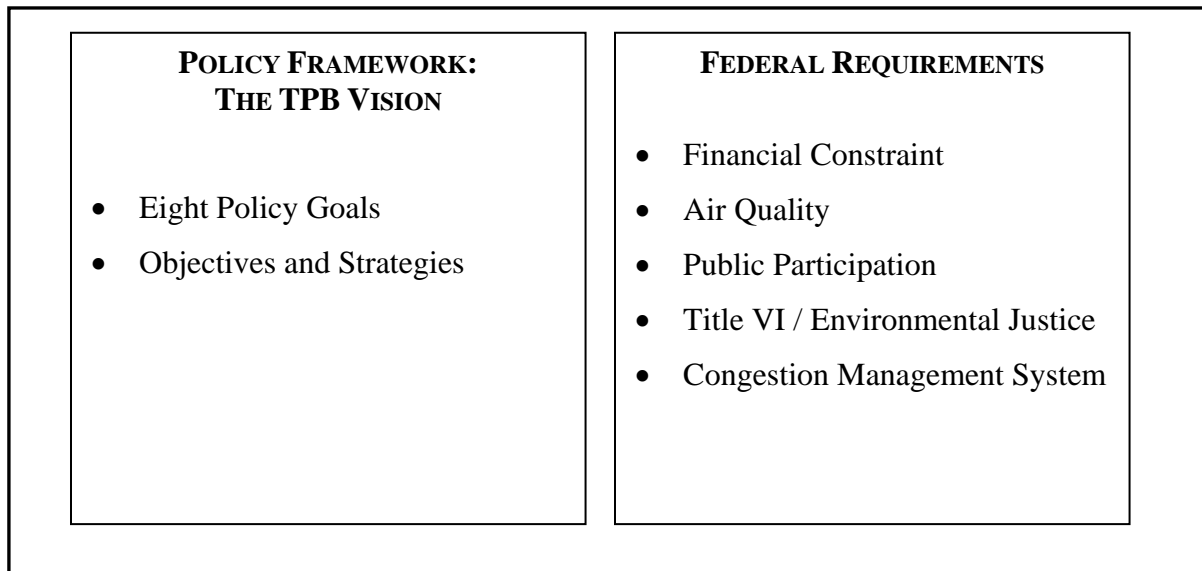 POLICY FRAMEWORK:
THE TPB VISION
• Eight Policy Goals
• Objectives and Strategies
FEDERAL REQUIREMENTS
• Financial Constraint
• Air Quality
• Public Participation
• Title VI / Environmental Justice
• Congestion Management System